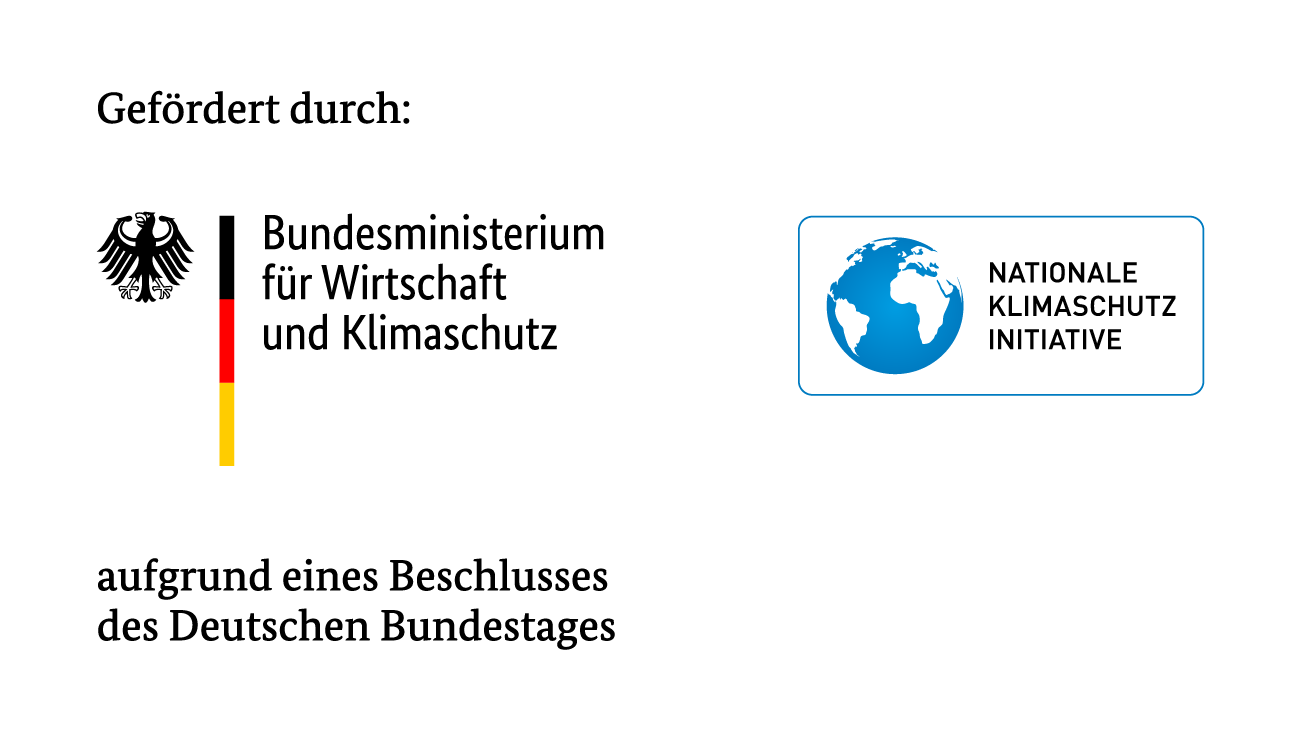 Gefördert durch:
Bundesministerium
für Wirtschaft
und Klimaschutz
NATIONALE
KLIMASCHUTZ
INITIATIVE
aufgrund eines Beschlusses
des Deutschen Bundestages